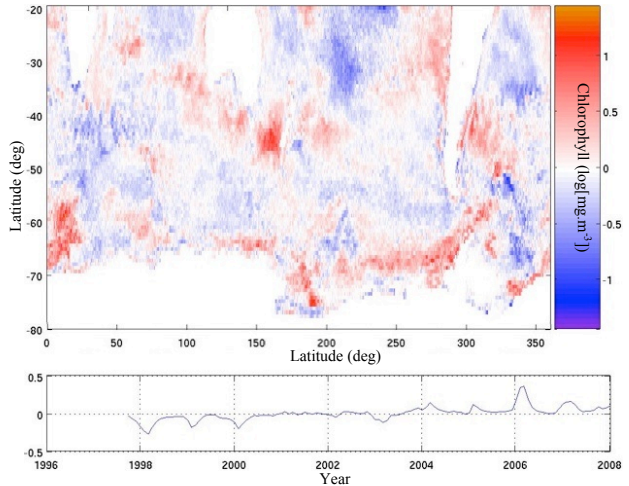 -20
-30
-40
-50
-60
-70
-80
Latitude (deg)
0 50 100 150 200 250 300 350
Latitude (deg)
1
0.5
0
-0.5
-1
Chlorophyll (log[mg.m-3])
0.5
0
-0.5
1996 1998 2000 2002 2004 2006 2008
Year